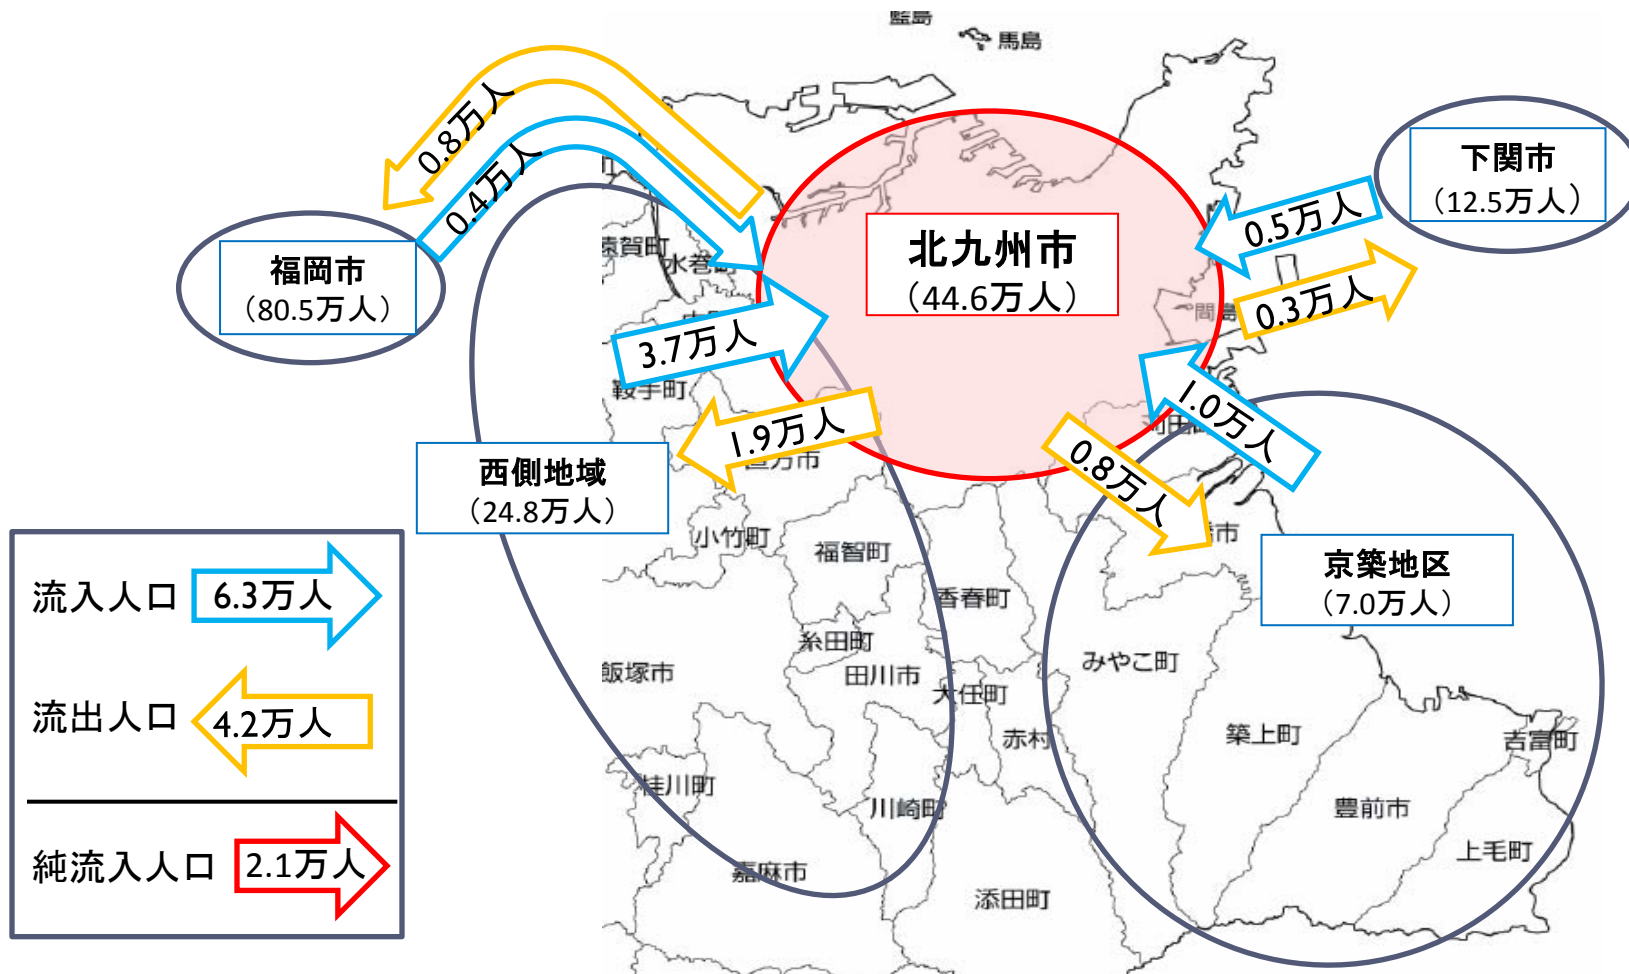 藍島
馬島
0.8万人
0.4万人
下関市
（12.5万人）
0.5万人
0.3万人
北九州市
（44.6万人）
福岡市
（80.5万人）
遠賀町
水巻町
間島
3.7万人
鞍手町
1.9万人
直方市
1.0万人
0.8万人
西側地域
（24.8万人）
小竹町
福智町
香春町
京築地区
（7.0万人）
糸田町
飯塚市
田川市
大任町
みやこ町
赤村
築上町
吉富町
桂川町
川崎町
豊前市
上毛町
嘉麻市
添田町
流入人口
6.3万人
流出人口
4.2万人
純流入人口
2.1万人